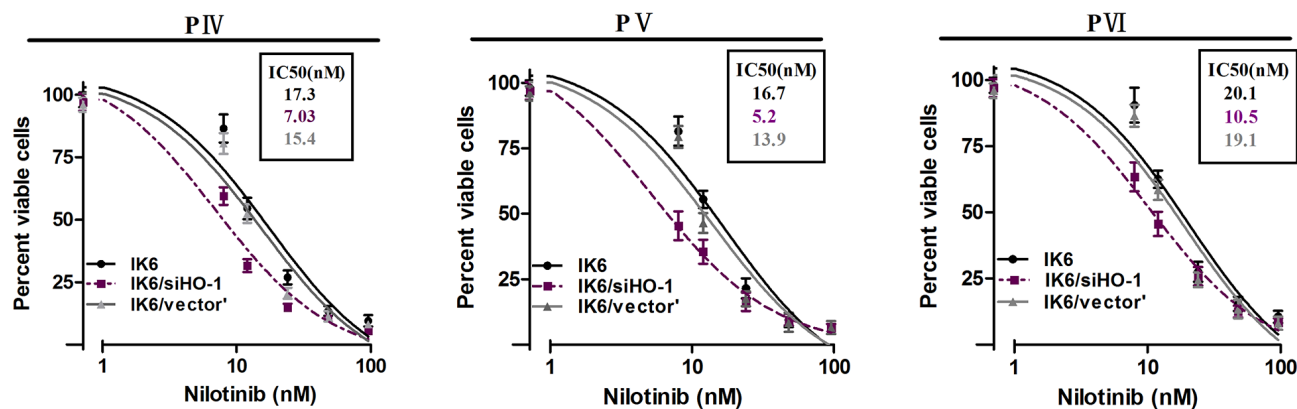 PⅣ
IC50(nM)
17.3
7.03
15.4
100
75
50
25
Percent viable cells
IK6
IK6/siHO-1
IK6/vector'
1
10
100
Nilotinib (nM)
PⅤ
IC50(nM)
16.7
5.2
13.9
100
75
50
25
Percent viable cells
IK6
IK6/siHO-1
IK6/vector'
1
10
100
Nilotinib (nM)
PⅥ
IC50(nM)
20.1
10.5
19.1
100
75
50
25
Percent viable cells
IK6
IK6/siHO-1
IK6/vector'
1
10
100
Nilotinib (nM)